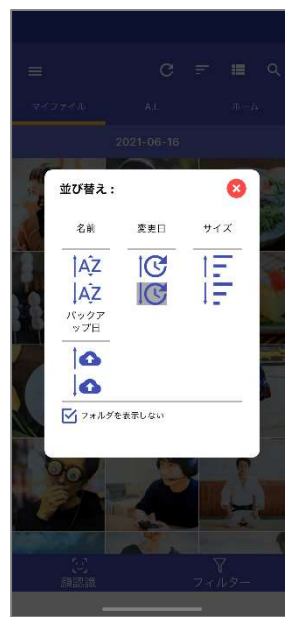 マイファイル A.I. ホーム
2021-06-16
並び替え :
名前 変更日 サイズ
AZ
AZ
バックア
ップ日
フォルダを表示しない
顔認識 フィルター